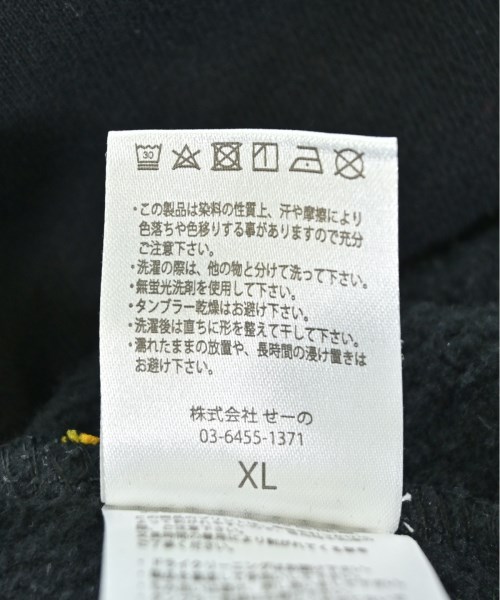 30
・この製品は染料の性質上、汗や摩擦により
色落ちや色移りする事がありますので充分
ご注意下さい。
・洗濯の際は、他の物と分けて洗って下さい。
・無蛍光洗剤を使用して下さい。
・タンブラー乾燥はお避け下さい。
・洗濯後は直ちに形を整えて干して下さい。
・濡れたままの放置や、長時間の浸け置きは
お避け下さい。
株式会社 せーの
03-6455-1371
XL